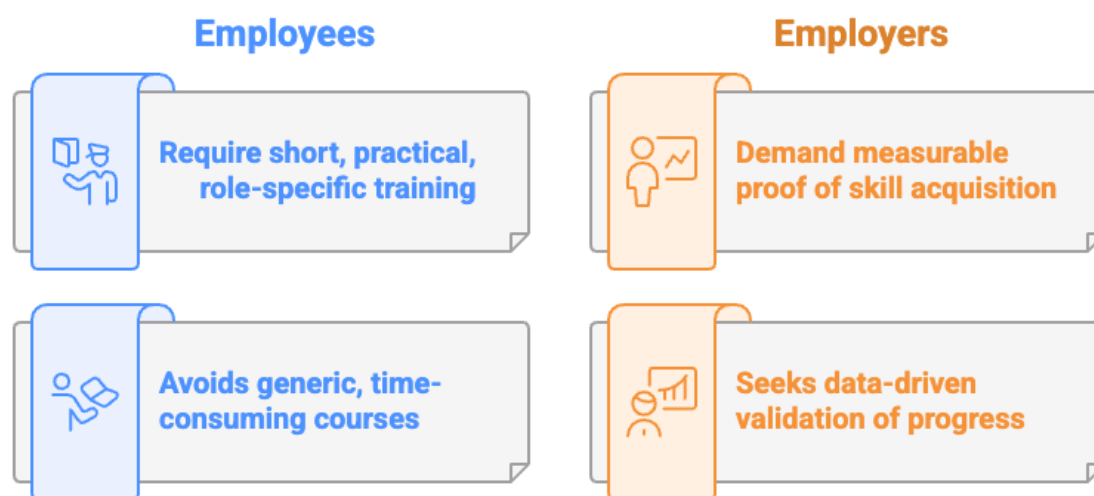 Employees
Require short, practical,
role-specific training
Avoids generic, time-
consuming courses
Employers
Demand measurable
proof of skill acquisition
Seeks data-driven
validation of progress